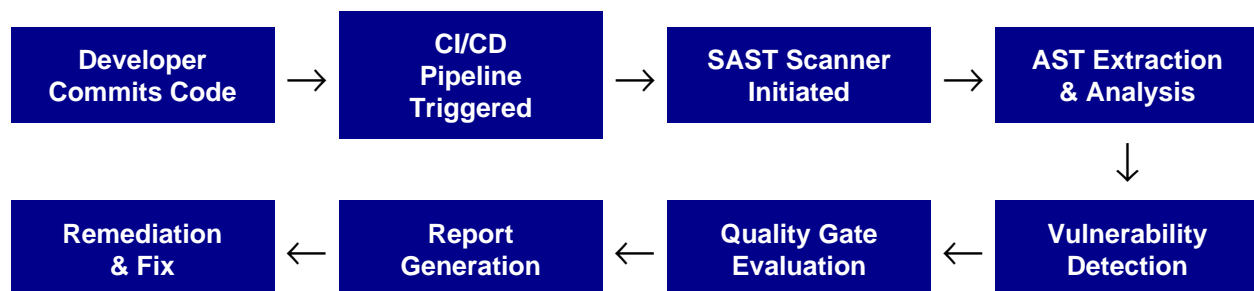 Developer
Commits Code
CI/CD
Pipeline
Triggered
SAST Scanner
Initiated
AST Extraction
& Analysis
Vulnerability
Detection
Quality Gate
Evaluation
Report
Generation
Remediation
& Fix